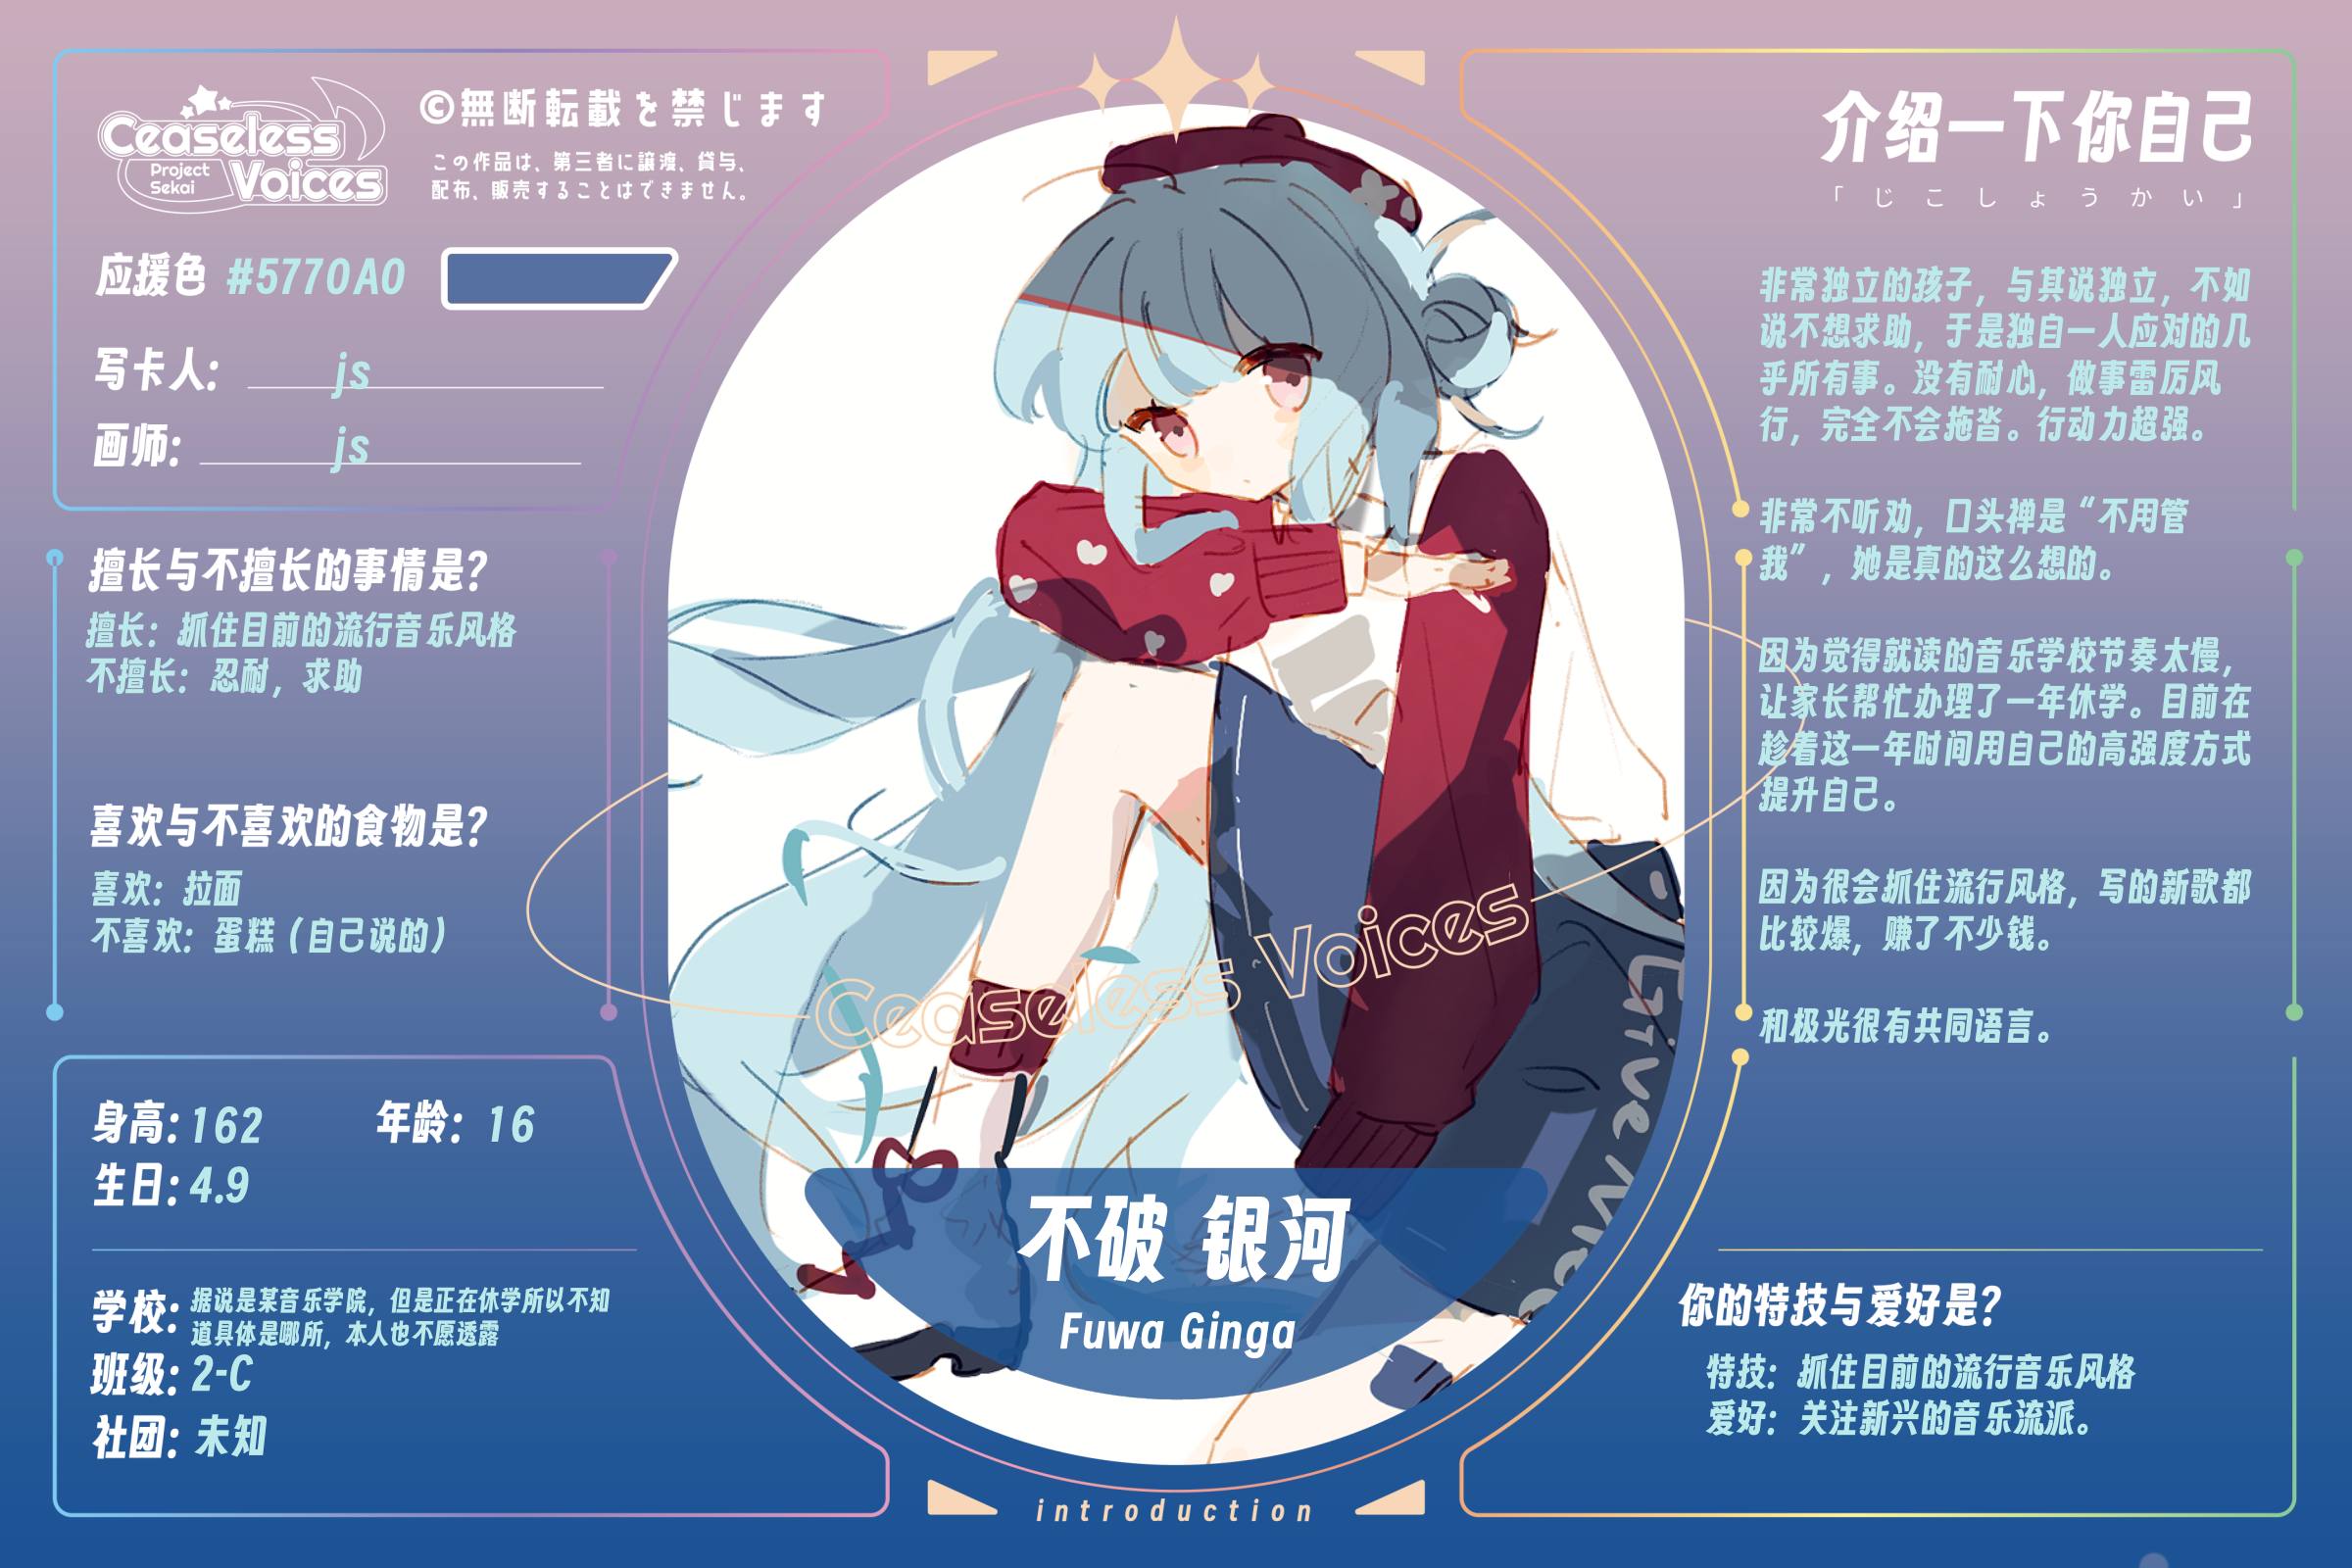 Ceaseless
Project
Sekai
Voices
©無断転載を禁じます
この作品は、第三者に譲渡、貸与、
配布、販売することはできません。
应援色 #5770A0
写卡人: js
画师: js
擅长与不擅长的事情是?
擅长: 抓住目前的流行音乐风格
不擅长: 忍耐, 求助
喜欢与不喜欢的食物是?
喜欢: 拉面
不喜欢: 蛋糕 (自己说的)
身高: 162 年龄: 16
生日: 4.9
学校: 据说是某音乐学院, 但是正在休学所以不知
道具体是哪所, 本人也不愿透露
班级: 2-C
社团: 未知
Ceaseless Voices
Give Me
不破 银河
Fuwa Ginga
introduction
介绍一下你自己
「じこしょうかい」
非常独立的孩子, 与其说独立, 不如
说不想求助, 于是独自一人应对的几
乎所有事。没有耐心, 做事雷厉风
行, 完全不会拖沓。行动力超强。
非常不听劝, 口头禅是“不用管
我”, 她是真的这么想的。
因为觉得就读的音乐学校节奏太慢,
让家长帮忙办理了一年休学。目前在
趁着这一年时间用自己的高强度方式
提升自己。
因为很会抓住流行风格, 写的新歌都
比较爆, 赚了不少钱。
和极光很有共同语言。
你的特技与爱好是?
特技: 抓住目前的流行音乐风格
爱好: 关注新兴的音乐流派。